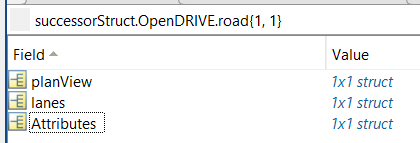 successorStruct.OpenDRIVE.road{1, 1}
Field Value
planView 1x1 struct
lanes 1x1 struct
Attributes 1x1 struct